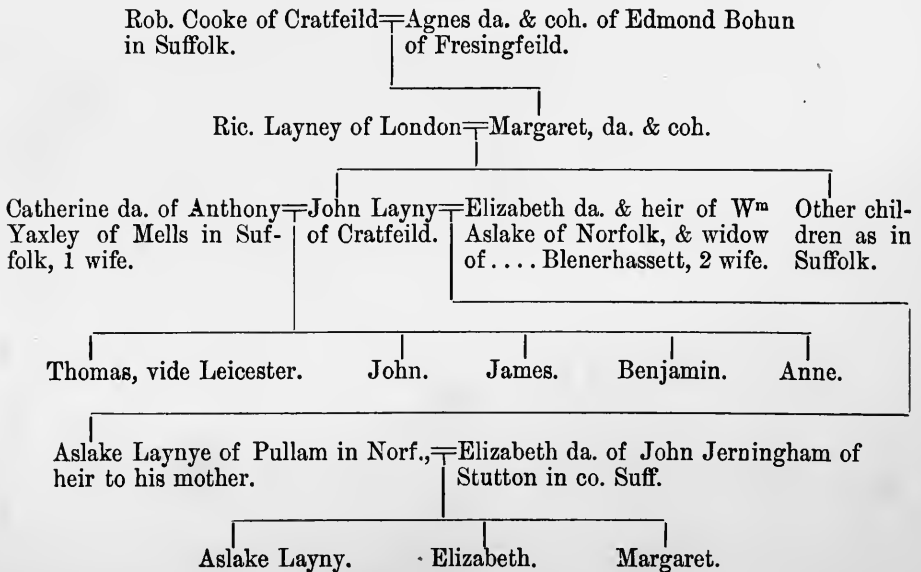 Rob. Cooke of Cratfeild Agnes da. & coh. of Edmond Bohun
in Suffolk. of Fresingfeild.
Ric. Layney of London Margaret, da. & coh.
Catherine da. of Anthony John Layny Elizabeth da. & heir of Wm Other chil-
Yaxley of Mells in Suf- of Cratfeild. Aslake of Norfolk, & widow dren as in
folk, 1 wife. of .... Blenerhassett, 2 wife. Suffolk.
Thomas, vide Leicester. John. James. Benjamin. Anne.
Aslake Laynye of Pullam in Norf., Elizabeth da. of John Jerningham of
heir to his mother. Stutton in co. Suff.
Aslake Layny. Elizabeth. Margaret.